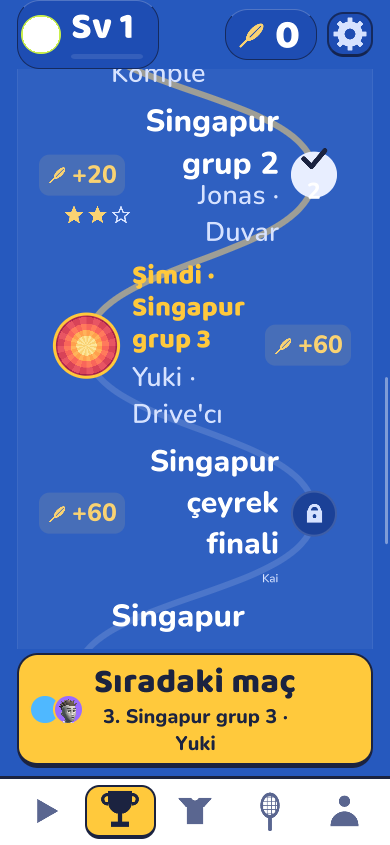 Sv 1
0
Komple
Singapur
grup 2
+20
2
Jonas ·
Duvar
Şimdi ·
Singapur
grup 3
+60
Yuki ·
Drive'cı
Singapur
çeyrek
finali
+60
Kai
Singapur
Sıradaki maç
3. Singapur grup 3 ·
Yuki